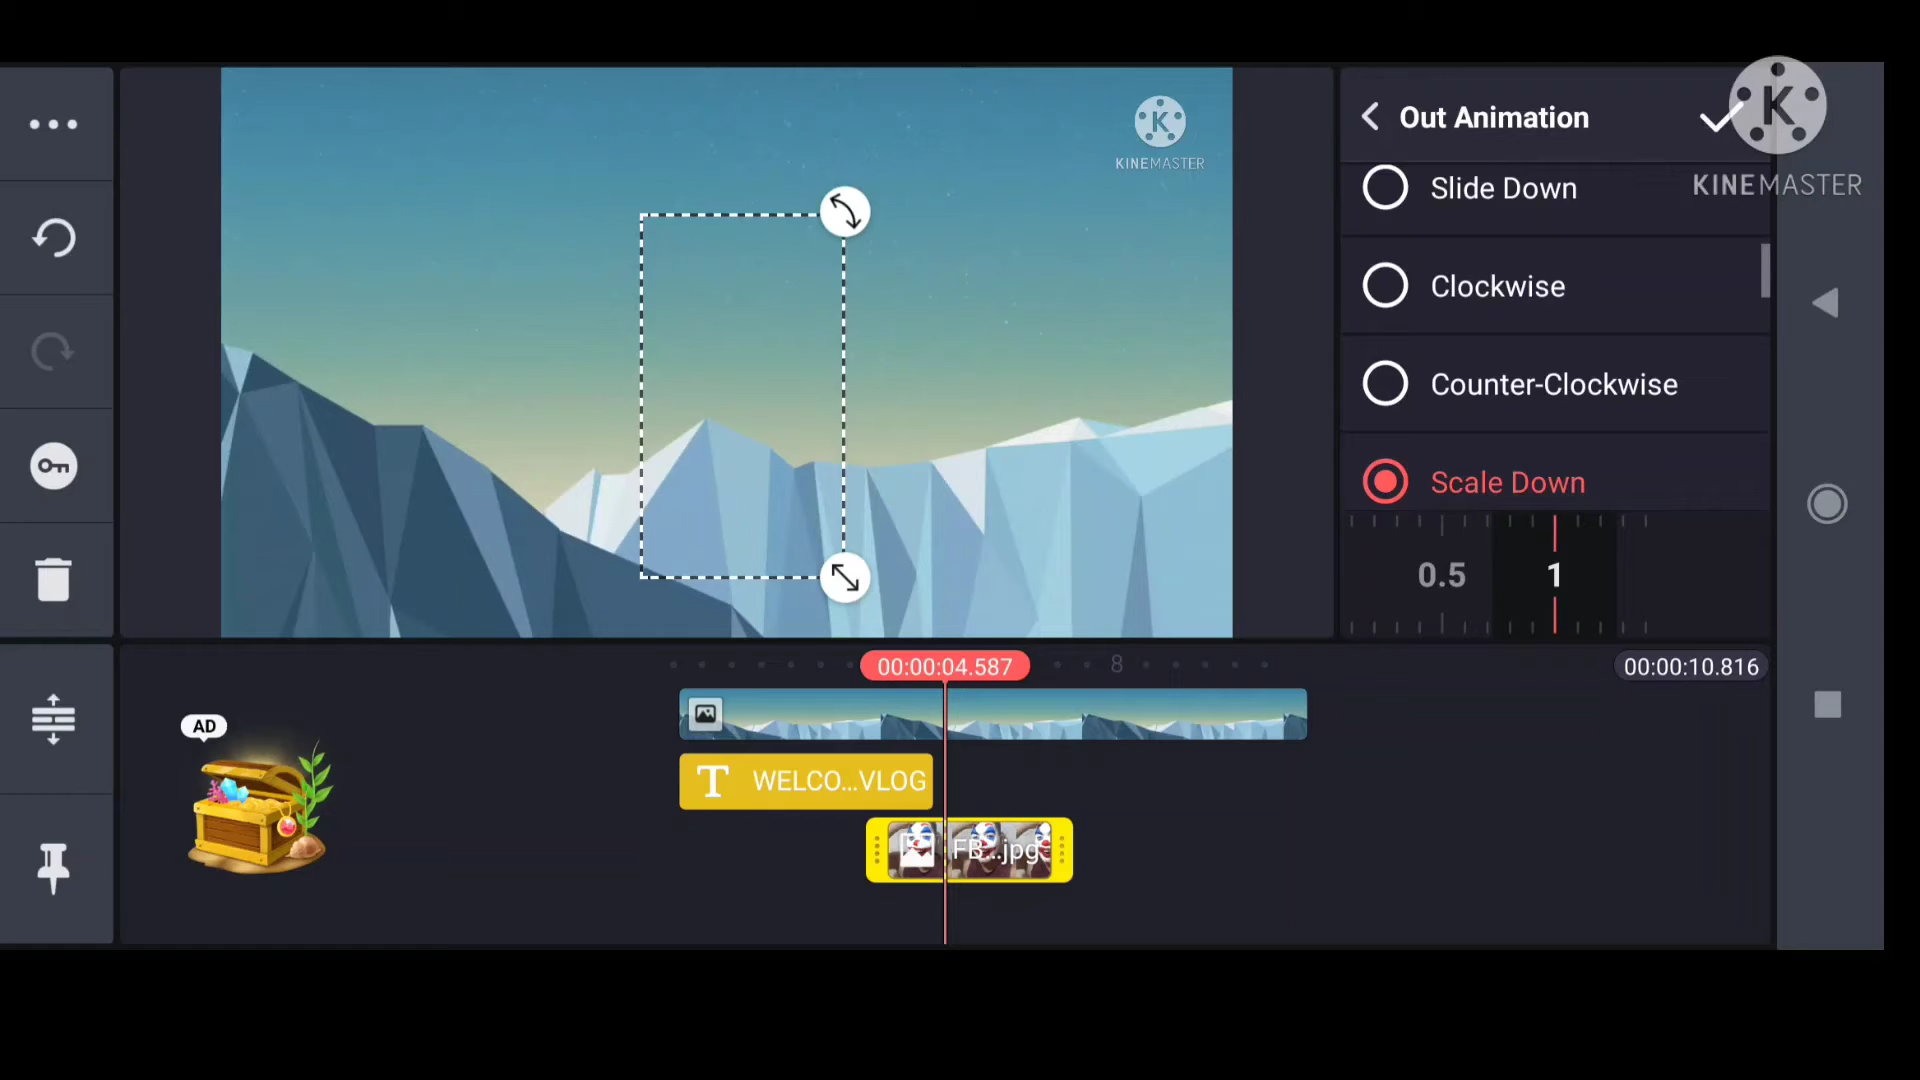 Out Animation
K
KINEMASTER
K
KINEMASTER
Slide Down
Clockwise
Counter-Clockwise
Scale Down
0.5
1
00:00:04.587
8
00:00:10.816
AD
T WELCO...VLOG
FB...jpg